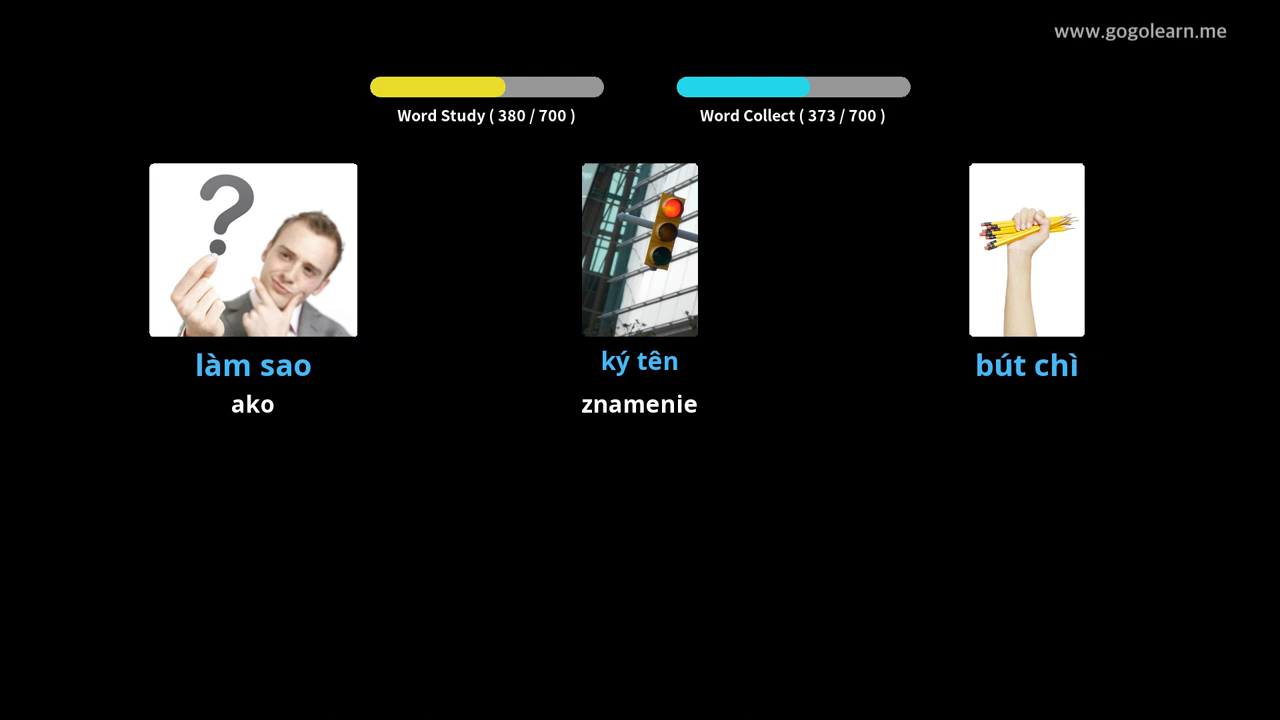 www.gogolearn.me
Word Study ( 380 / 700 )
Word Collect ( 373 / 700 )
làm sao
ako
ký tên
znamenie
bút chì